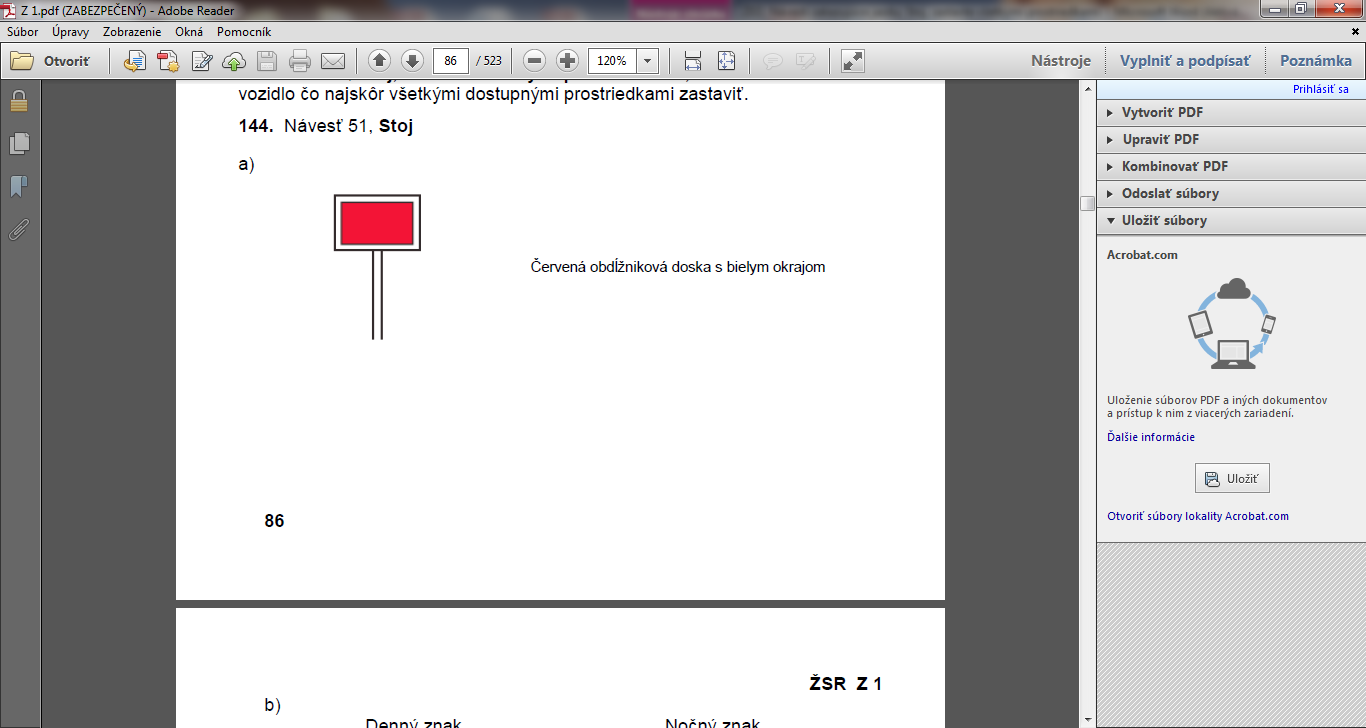 Z 1.pdf (ZABEZPEČENÝ) - Adobe Reader
Súbor Úpravy Zobrazenie Okná Pomocník
Otvoriť 86 / 523 120% Nástroje Vyplniť a podpísať Poznámka
Prihlásiť sa
vozidlo čo najskôr všetkými dostupnými prostriedkami zastaviť.
144. Návesť 51, Stoj
a)
Červená obdĺžniková doska s bielym okrajom
86
ŽSR Z 1
b)
Denný znak Nočný znak
Vytvoriť PDF
Upraviť PDF
Kombinovať PDF
Odoslať súbory
Uložiť súbory
Acrobat.com
Uloženie súborov PDF a iných dokumentov
a prístup k nim z viacerých zariadení.
Ďalšie informácie
Uložiť
Otvoriť súbory lokality Acrobat.com